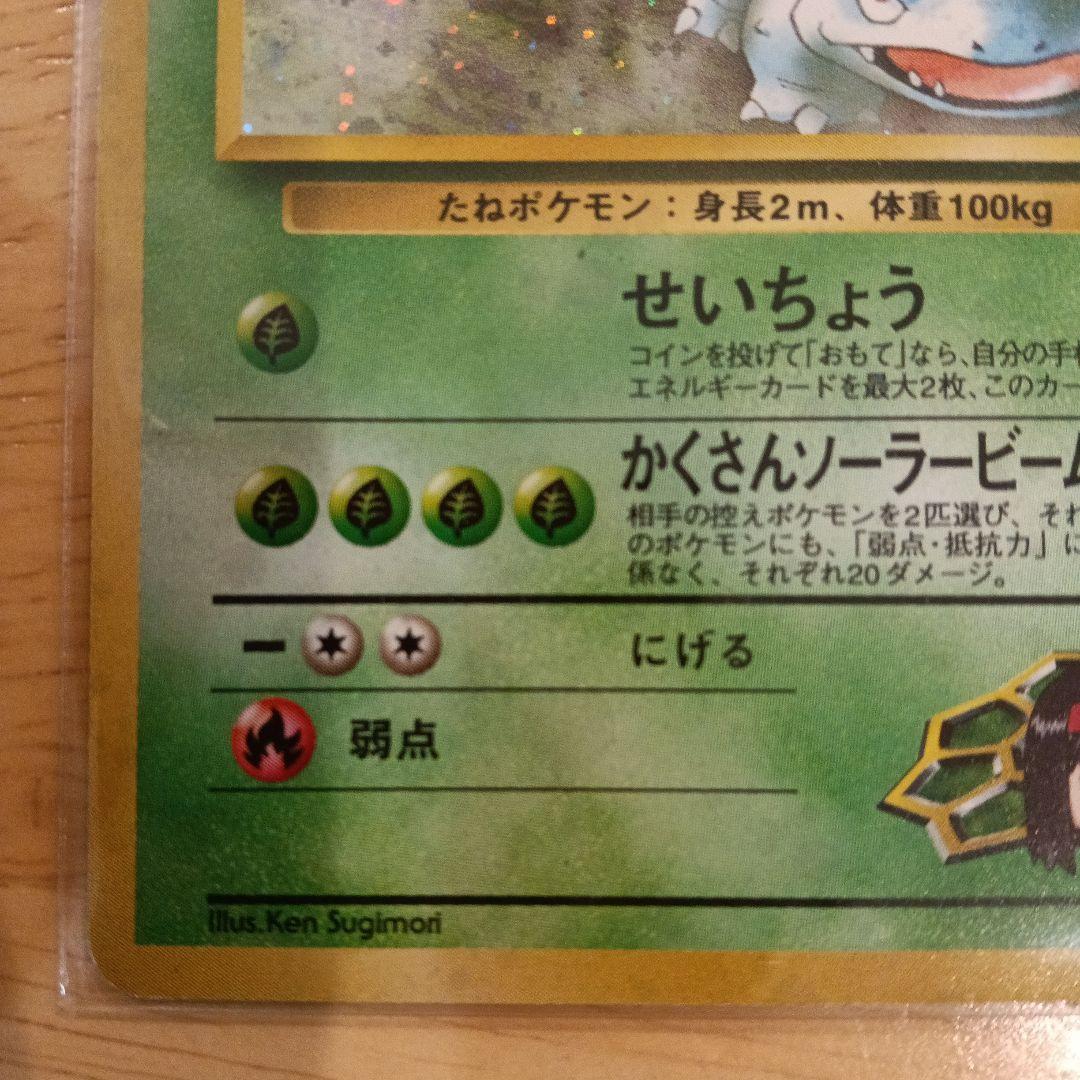 たねポケモン：身長2m、体重100kg
せいちょう
コインを投げて「おもて」なら、自分の手
エネルギーカードを最大2枚、このカー
かくさんソーラービーム
相手の控えポケモンを2匹選び、それ
のポケモンにも、「弱点・抵抗力」に
係なく、それぞれ20ダメージ。
ー
にげる
弱点
Illus.Ken Sugimori